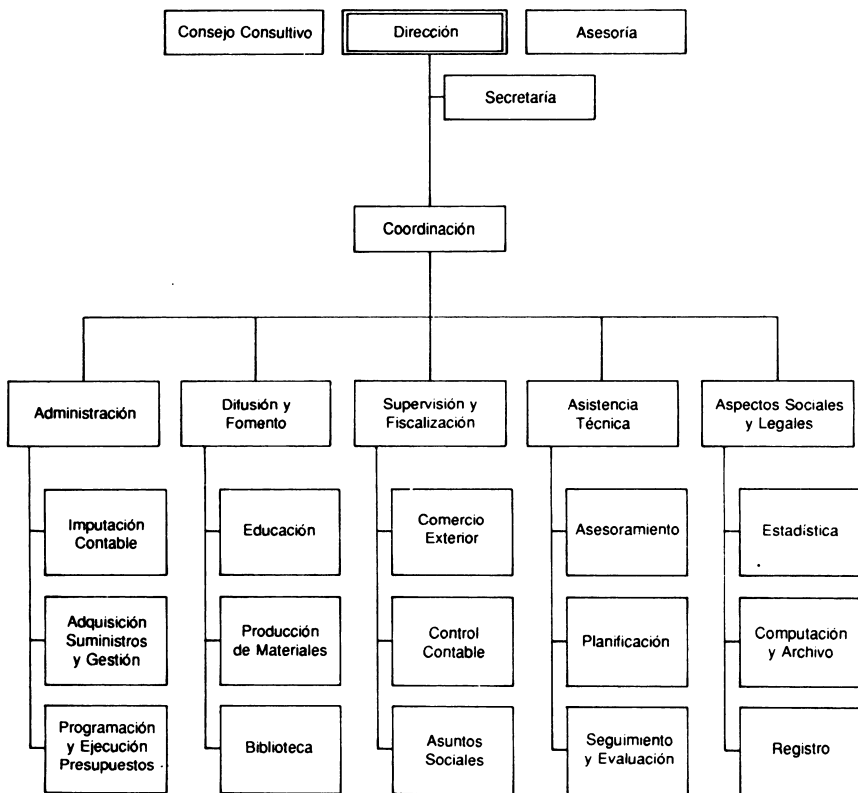 Consejo Consultivo
Dirección
Asesoría
Secretaría
Coordinación
Administración
Difusión y
Fomento
Supervisión y
Fiscalización
Asistencia
Técnica
Aspectos Sociales
y Legales
Imputación
Contable
Educación
Comercio
Exterior
Asesoramiento
Estadística
Adquisición
Suministros
y Gestión
Producción
de Materiales
Control
Contable
Planificación
Computación
y Archivo
Programación
y Ejecución
Presupuestos
Biblioteca
Asuntos
Sociales
Seguimiento
y Evaluación
Registro